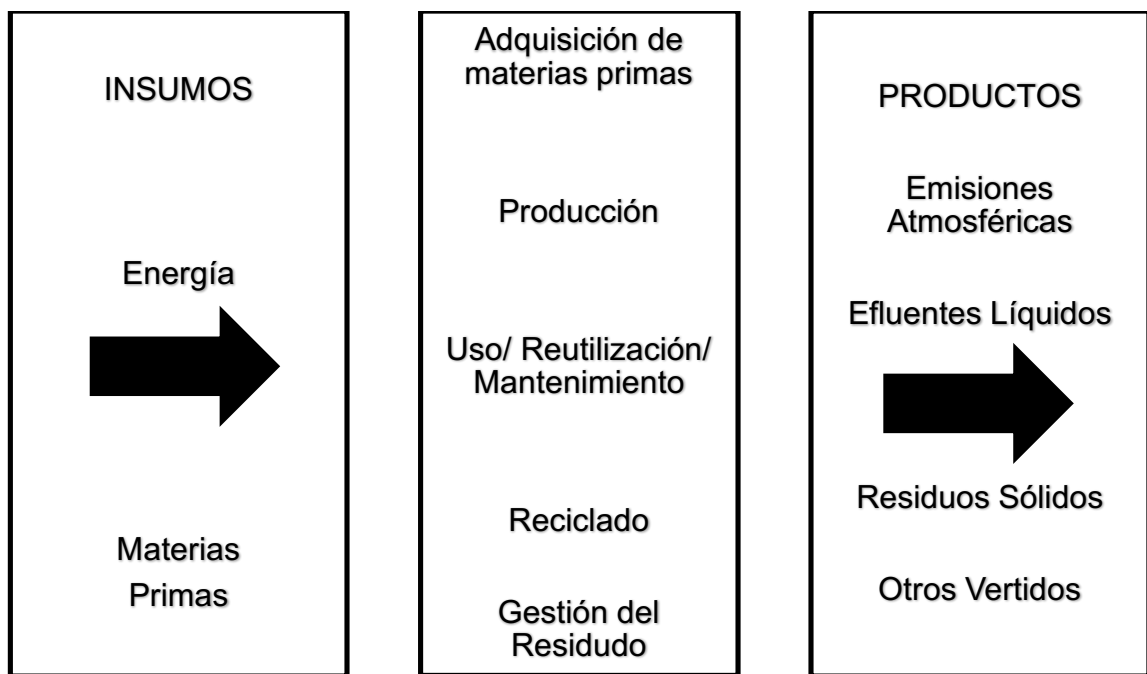 INSUMOS
Energía
Materias
Primas
Adquisición de
materias primas
Producción
Uso/ Reutilización/
Mantenimiento
Reciclado
Gestión del
Residudo
PRODUCTOS
Emisiones
Atmosféricas
Efluentes Líquidos
Residuos Sólidos
Otros Vertidos